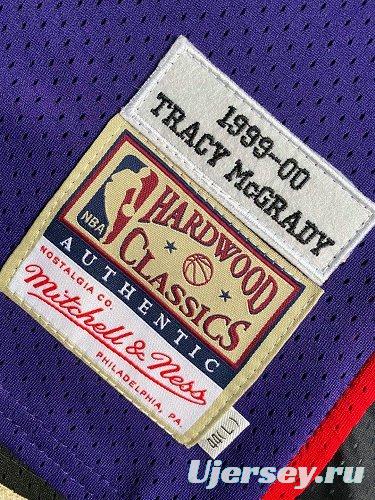 1999-00
TRACY McGRADY
NBA
HARDWOOD
CLASSICS
AUTHENTIC
NOSTALGIA CO.
Mitchell & Ness
PHILADELPHIA, PA.
Ujersey.ru